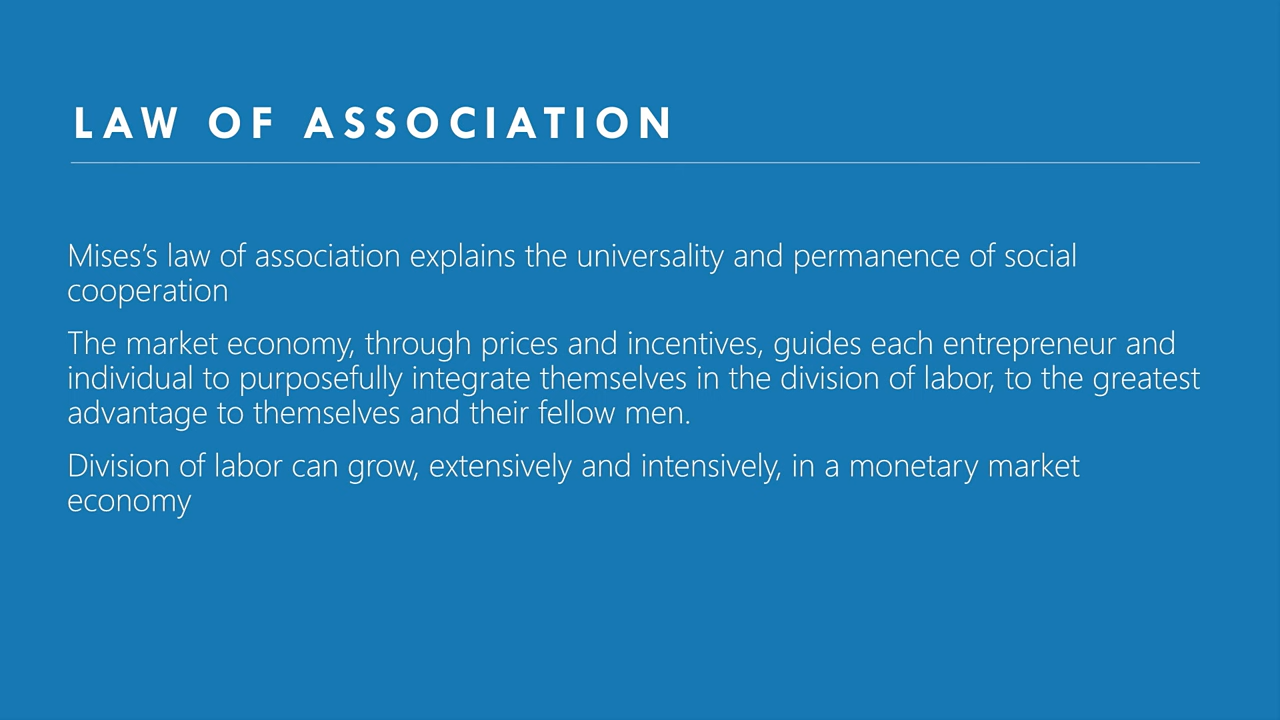 LAW OF ASSOCIATION
Mises’s law of association explains the universality and permanence of social
cooperation
The market economy, through prices and incentives, guides each entrepreneur and
individual to purposefully integrate themselves in the division of labor, to the greatest
advantage to themselves and their fellow men.
Division of labor can grow, extensively and intensively, in a monetary market
economy